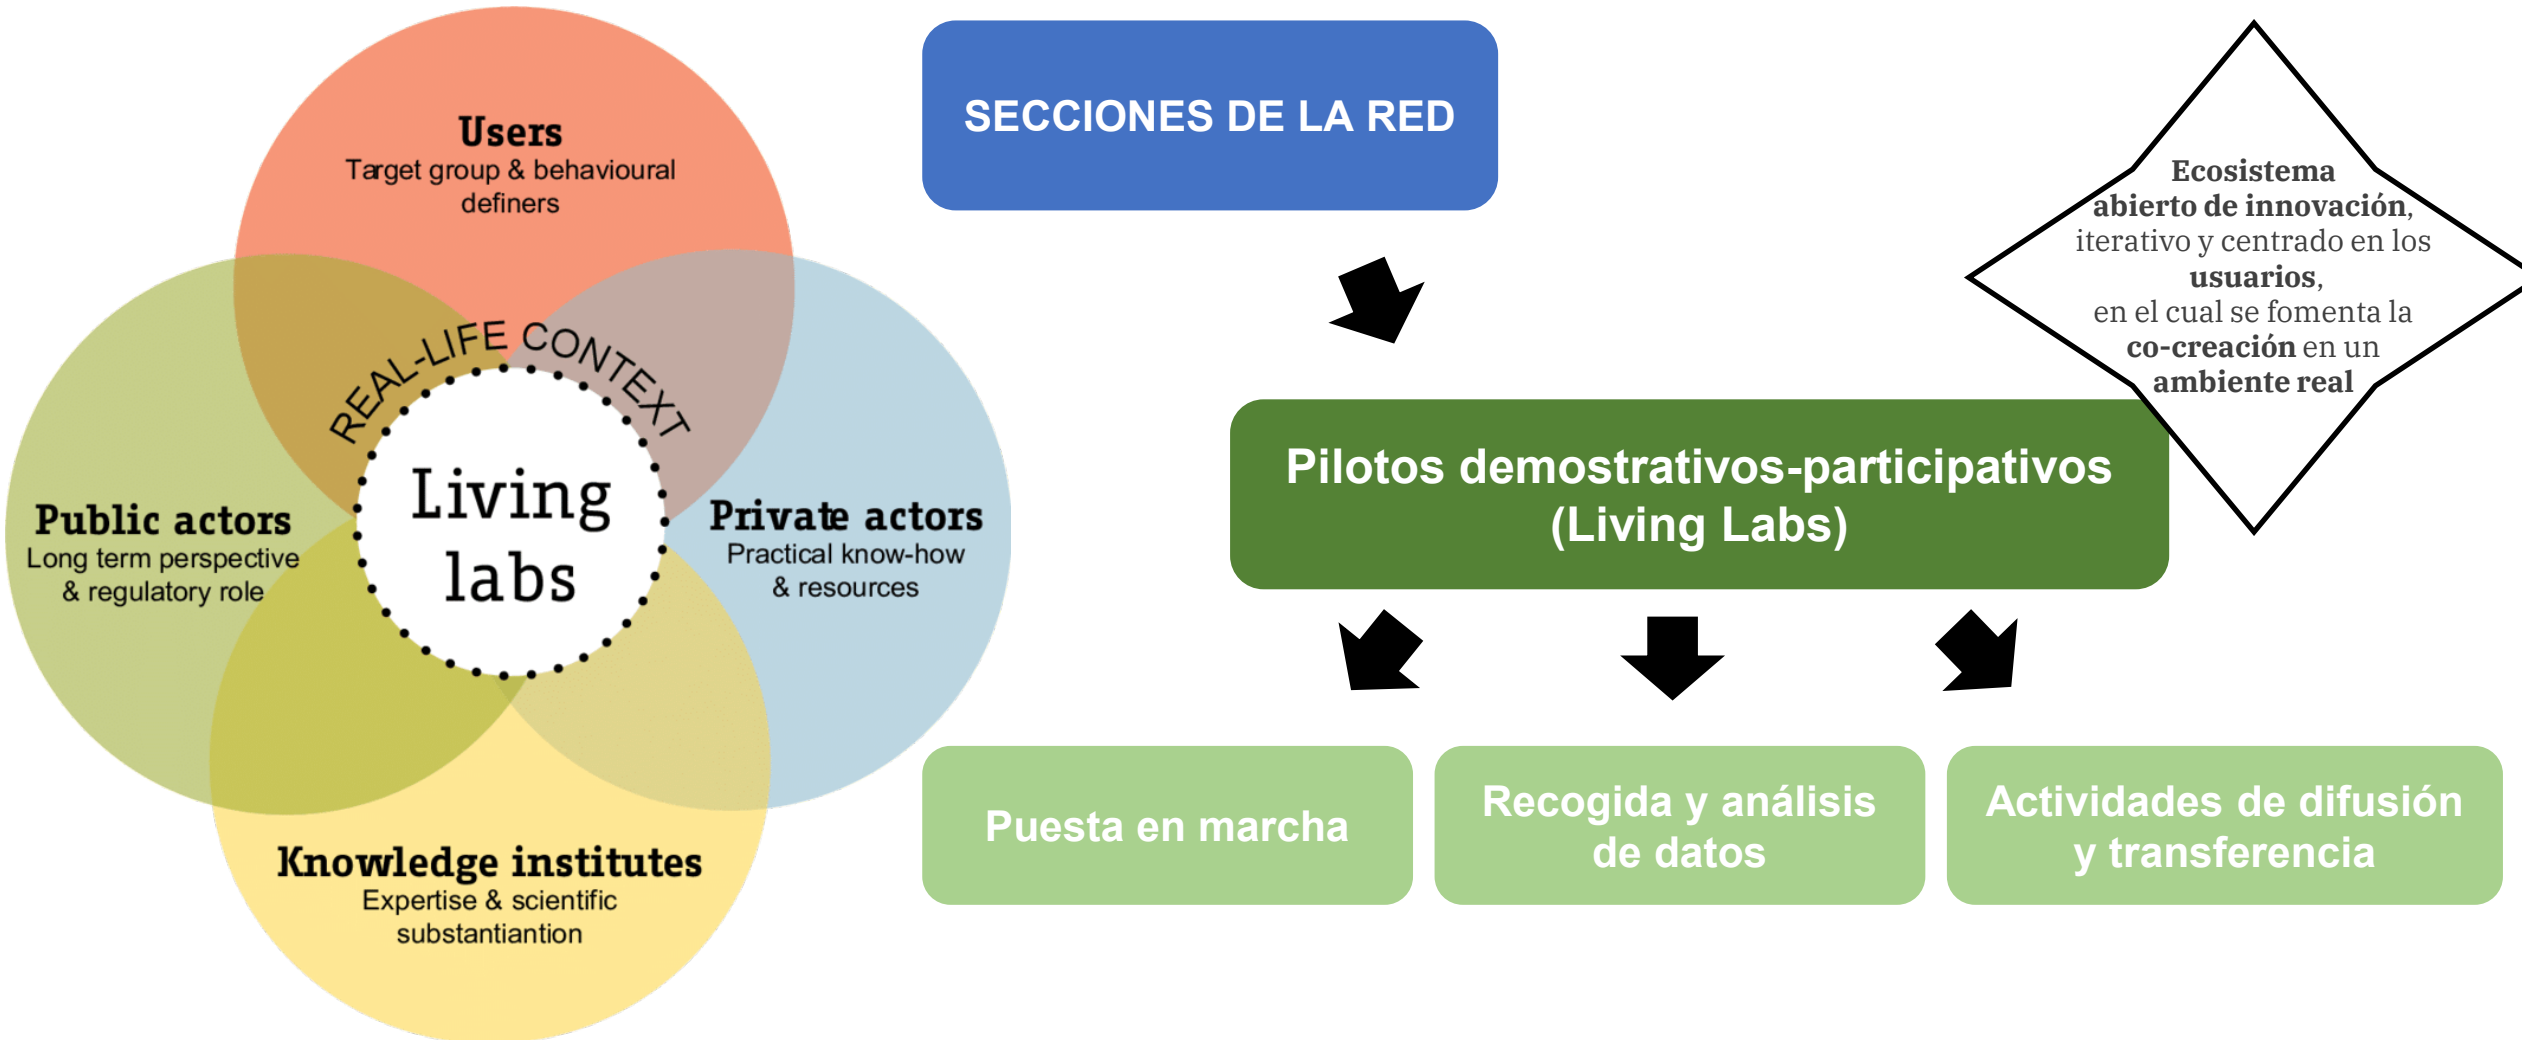 Users
Target group & behavioural
definers
REAL-LIFE CONTEXT
Living
labs
Public actors
Long term perspective
& regulatory role
Private actors
Practical know-how
& resources
Knowledge institutes
Expertise & scientific
substantiantion
SECCIONES DE LA RED
Ecosistema
abierto de innovación,
iterativo y centrado en los
usuarios,
en el cual se fomenta la
co-creación en un
ambiente real
Pilotos demostrativos-participativos
(Living Labs)
Puesta en marcha
Recogida y análisis
de datos
Actividades de difusión
y transferencia